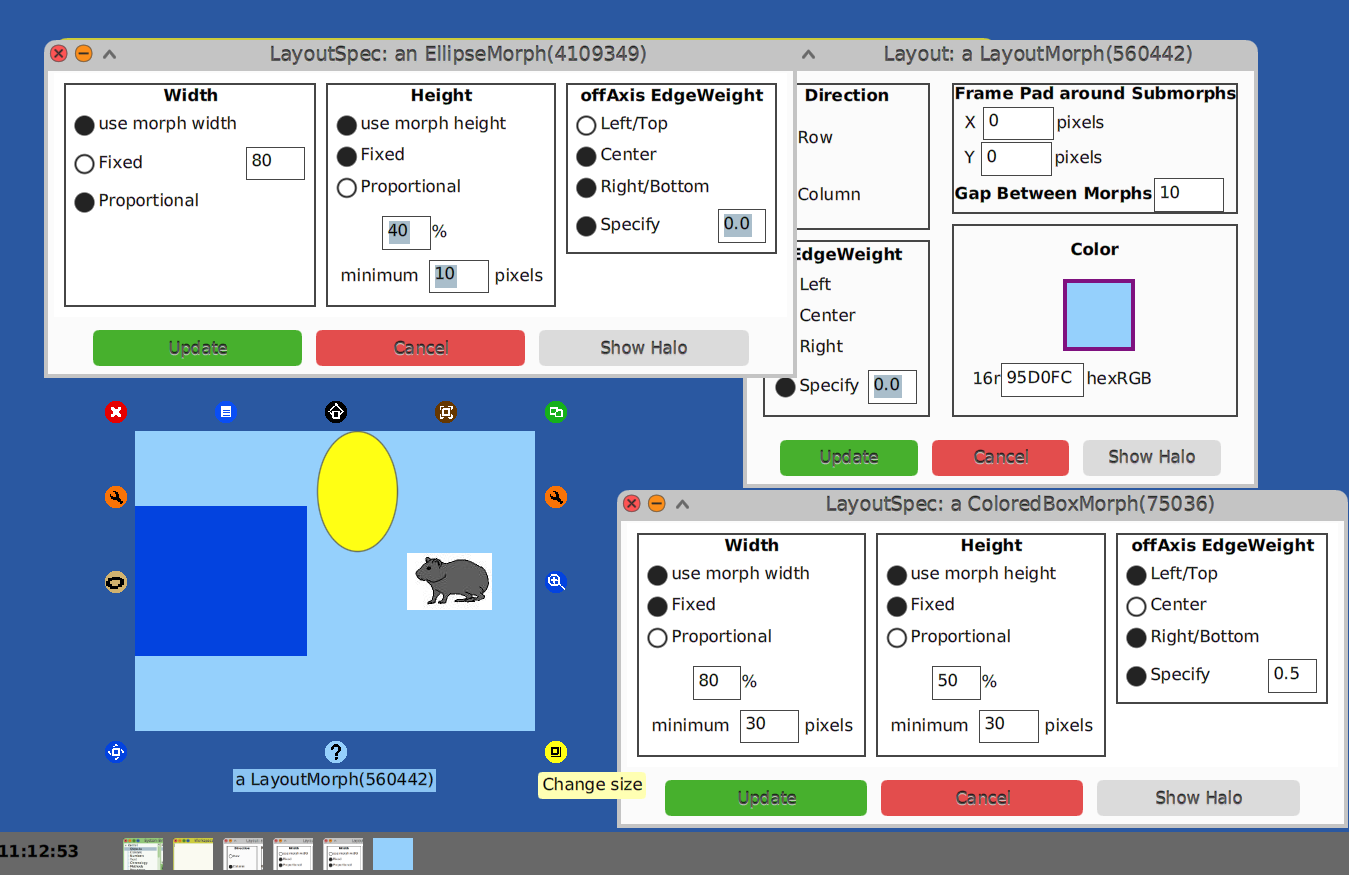 LayoutSpec: an EllipseMorph(4109349)
Width
use morph width
Fixed 80
Proportional
Height
use morph height
Fixed
Proportional
40 %
minimum 10 pixels
offAxis EdgeWeight
Left/Top
Center
Right/Bottom
Specify 0.0
Update Cancel Show Halo
Layout: a LayoutMorph(560442)
Direction
Row
Column
Frame Pad around Submorphs
X 0 pixels
Y 0 pixels
Gap Between Morphs 10
EdgeWeight
Left
Center
Right
Specify 0.0
Color
16r 95D0FC hexRGB
Update Cancel Show Halo
?
a LayoutMorph(560442)
Change size
LayoutSpec: a ColoredBoxMorph(75036)
Width
use morph width
Fixed
Proportional
80 %
minimum 30 pixels
Height
use morph height
Fixed
Proportional
50 %
minimum 30 pixels
offAxis EdgeWeight
Left/Top
Center
Right/Bottom
Specify 0.5
Update Cancel Show Halo
11:12:53